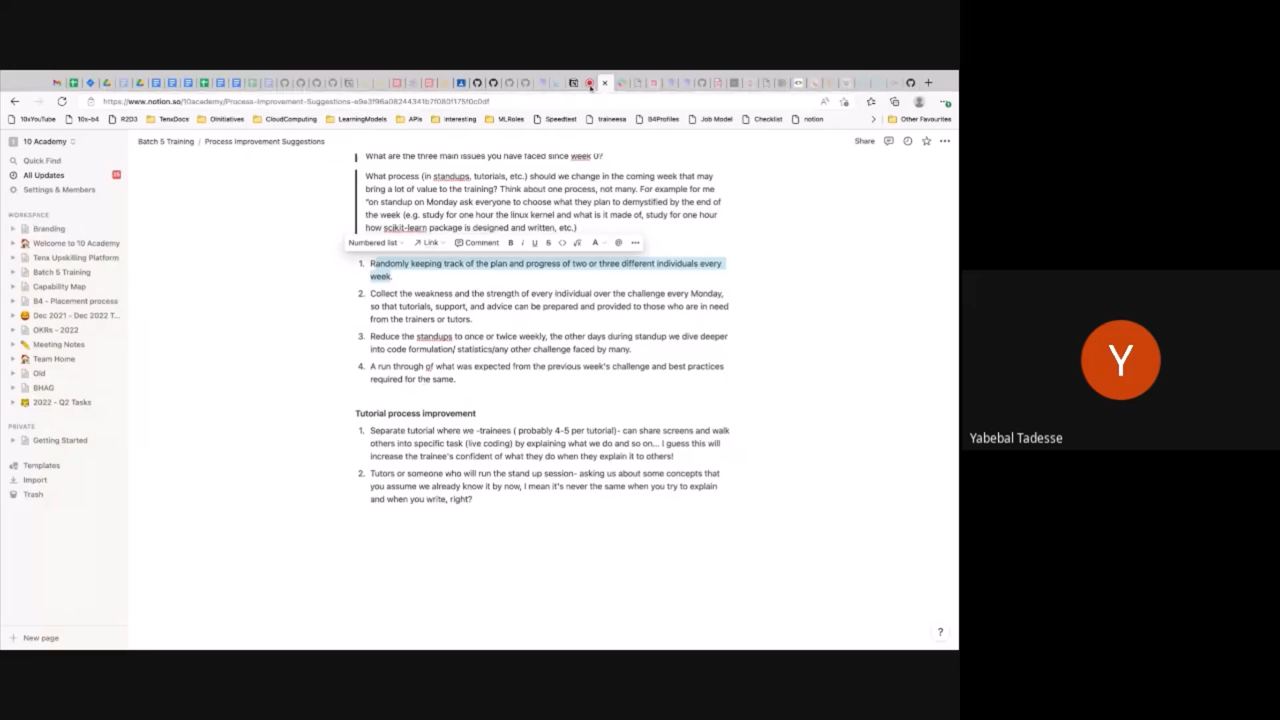 https://www.notion.so/10academy/Process-Improvement-Suggestions-e9e3f96a08244341b7f080f175f0c0df
10xYouTube
10x-b4
R2D3
TenxDocs
OInitiatives
CloudComputing
LearningModels
APIs
Interesting
MLRoles
Speedtest
traineesa
B4Profiles
Job Model
Checklist
notion
Other Favourites
10 Academy
Batch 5 Training / Process Improvement Suggestions
Share
Quick Find
All Updates
Settings & Members
WORKSPACE
Branding
Welcome to 10 Academy
Tenx Upskilling Platform
Batch 5 Training
Capability Map
B4 - Placement process
Dec 2021 - Dec 2022 T...
OKRs - 2022
Meeting Notes
Team Home
Old
BHAG
2022 - Q2 Tasks
PRIVATE
Getting Started
Templates
Import
Trash
New page
What are the three main issues you have faced since week 0?
What process (in standups, tutorials, etc.) should we change in the coming week that may
bring a lot of value to the training? Think about one process, not many. For example for me
"on standup on Monday ask everyone to choose what they plan to demystified by the end of
the week (e.g. study for one hour the linux kernel and what is it made of, study for one hour
how scikit-learn package is designed and written, etc.)
Numbered list
Link
Comment
B i U S A @ •••
1. Randomly keeping track of the plan and progress of two or three different individuals every
week.
2. Collect the weakness and the strength of every individual over the challenge every Monday,
so that tutorials, support, and advice can be prepared and provided to those who are in need
from the trainers or tutors.
3. Reduce the standups to once or twice weekly, the other days during standup we dive deeper
into code formulation/ statistics/any other challenge faced by many.
4. A run through of what was expected from the previous week's challenge and best practices
required for the same.
Tutorial process improvement
1. Separate tutorial where we -trainees ( probably 4-5 per tutorial)- can share screens and walk
others into specific task (live coding) by explaining what we do and so on... I guess this will
increase the trainee's confident of what they do when they explain it to others!
2. Tutors or someone who will run the stand up session- asking us about some concepts that
you assume we already know it by now, I mean it's never the same when you try to explain
and when you write, right?
?
Y
Yabebal Tadesse